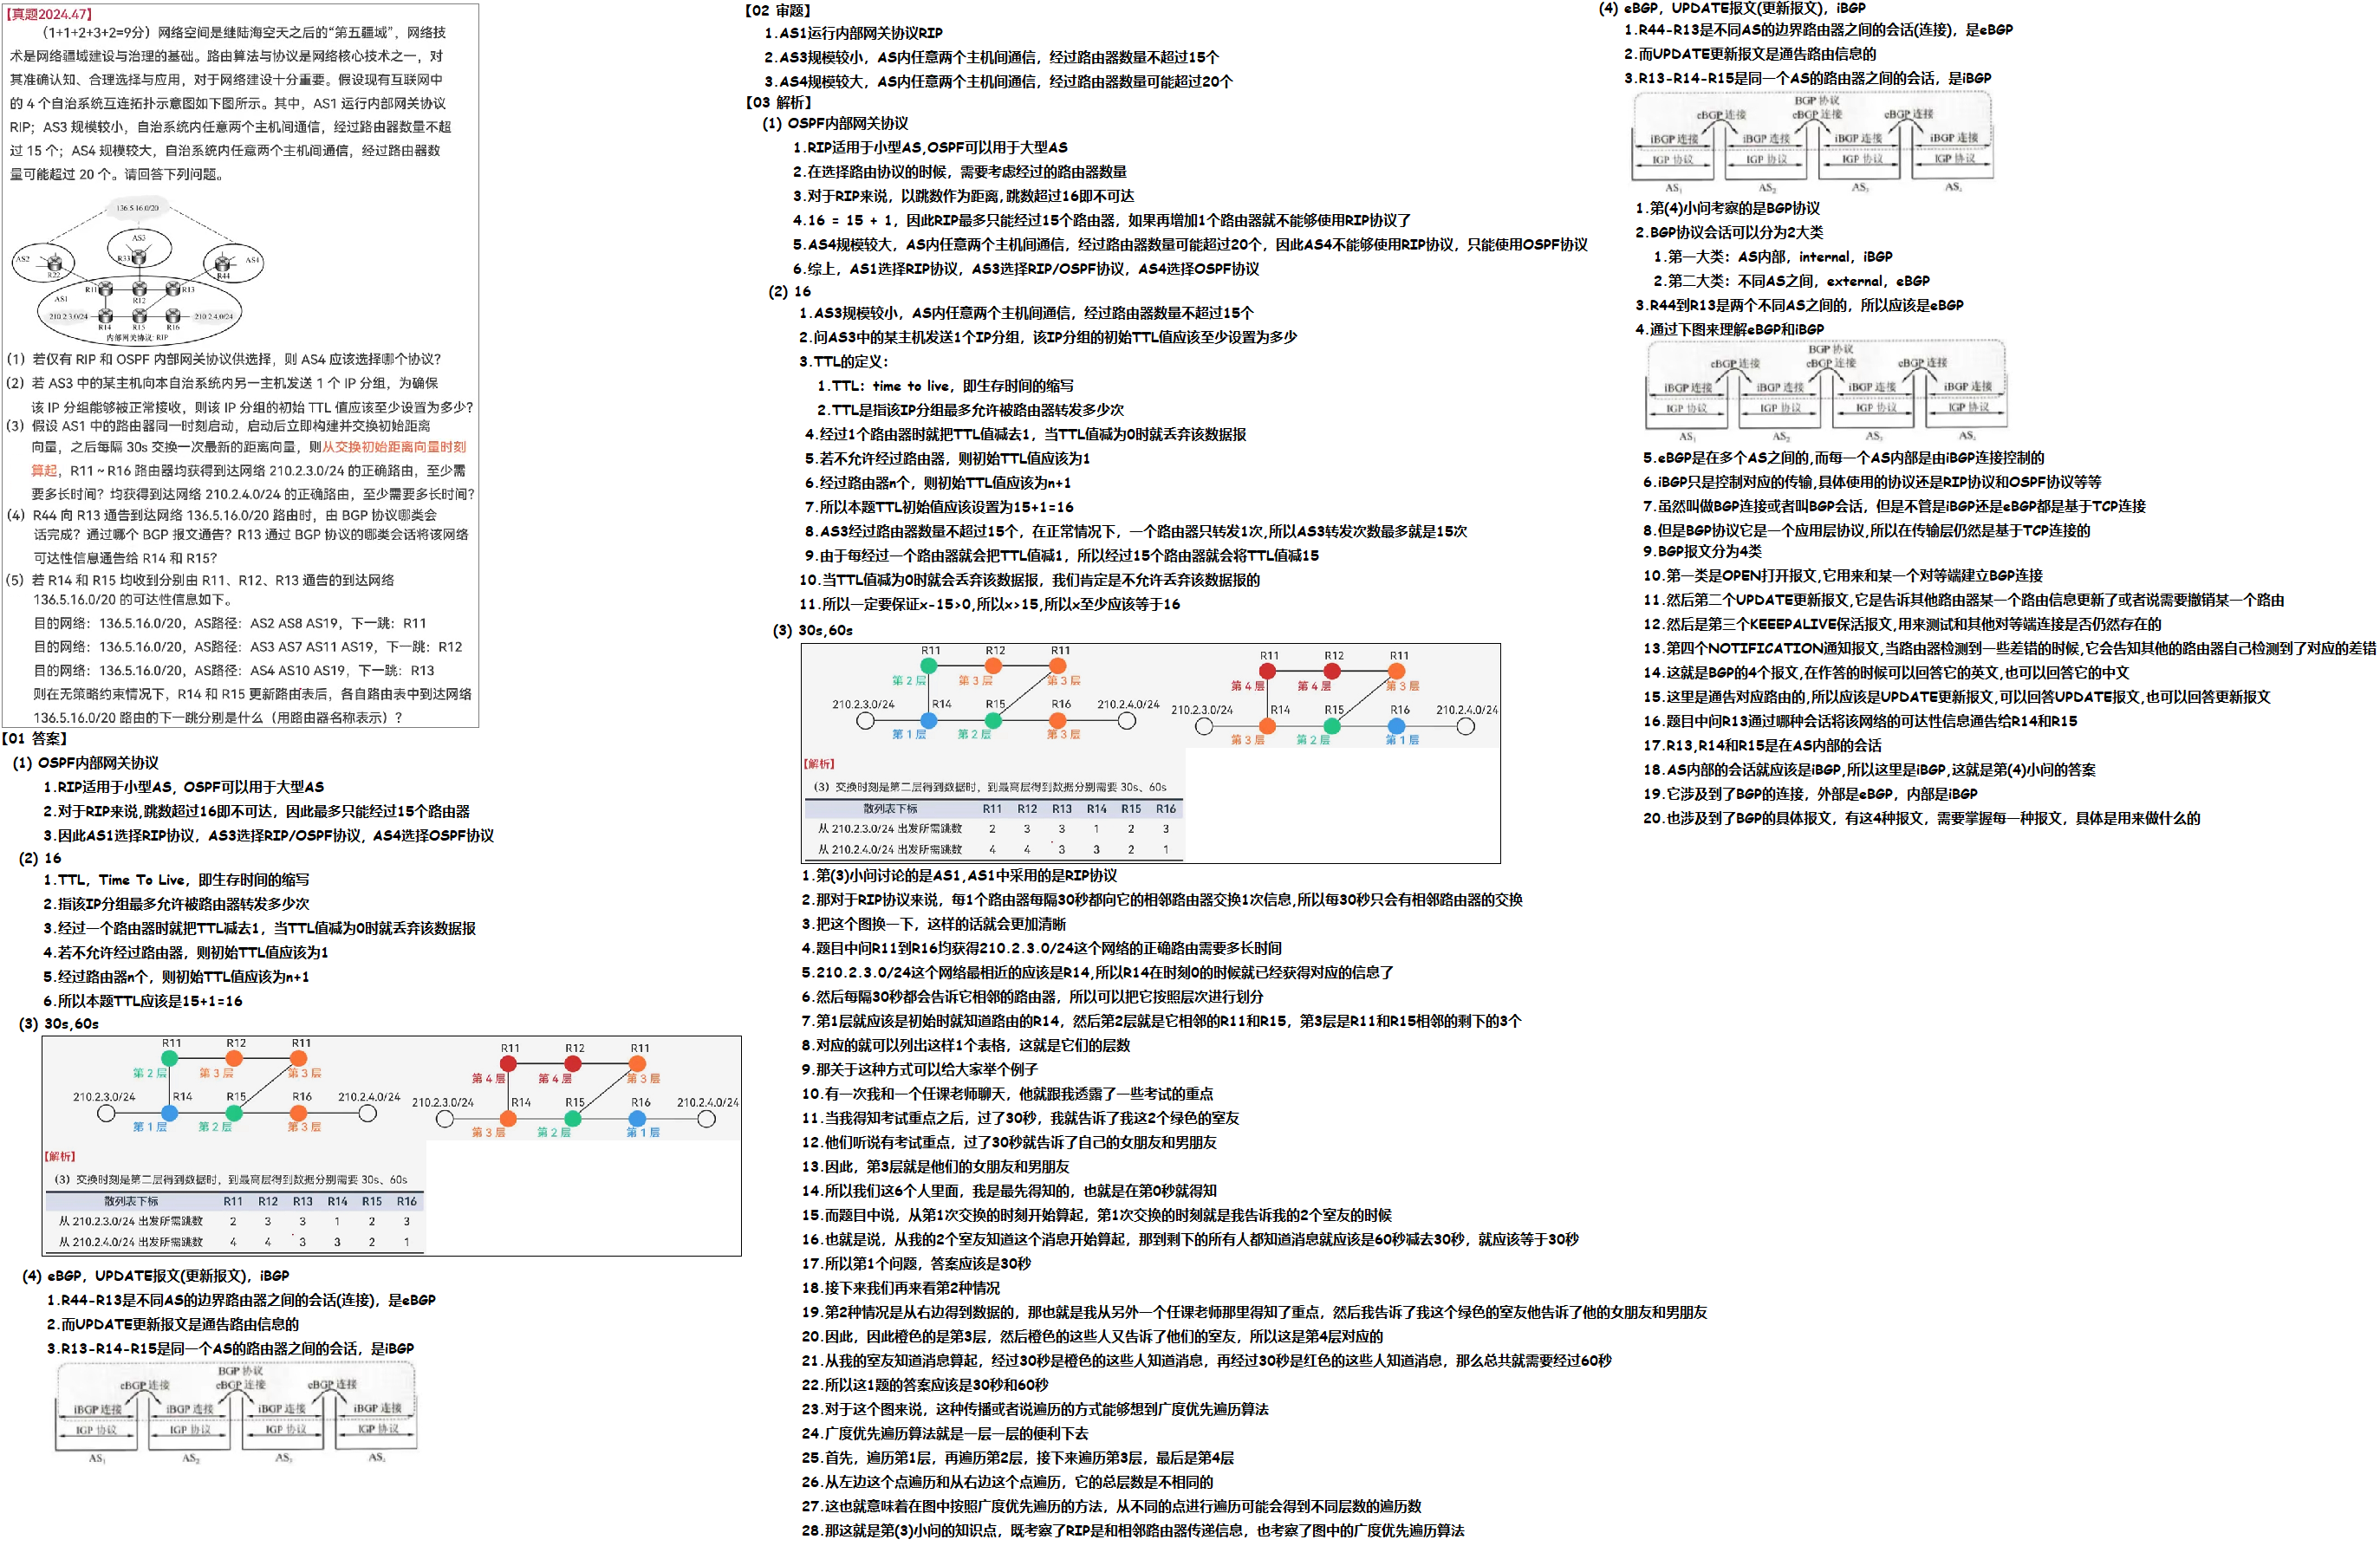 【真题2024.47】
（1+1+2+3+2=9分）网络空间是继陆海空天之后的“第五疆域”，网络技
术是网络疆域建设与治理的基础。路由算法与协议是网络核心技术之一，对
其准确认知、合理选择与应用，对于网络建设十分重要。假设现有互联网中
的 4 个自治系统互连拓扑示意图如下图所示。其中，AS1 运行内部网关协议
RIP；AS3 规模较小，自治系统内任意两个主机间通信，经过路由器数量不超
过 15 个；AS4 规模较大，自治系统内任意两个主机间通信，经过路由器数
量可能超过 20 个。请回答下列问题。
136.5.16.0/20
AS3
AS2
R22
R33
R44
AS4
R11
R12
R13
AS1
210.2.3.0/24
210.2.4.0/24
R14
R15
R16
内部网关协议: RIP
（1）若仅有 RIP 和 OSPF 内部网关协议供选择，则 AS4 应该选择哪个协议？
（2）若 AS3 中的某主机向本自治系统内另一主机发送 1 个 IP 分组，为确保
该 IP 分组能够被正常接收，则该 IP 分组的初始 TTL 值应该至少设置为多少？
（3）假设 AS1 中的路由器同一时刻启动，启动后立即构建并交换初始距离
向量，之后每隔 30s 交换一次最新的距离向量，则从交换初始距离向量时刻
算起，R11 ~ R16 路由器均获得到达网络 210.2.3.0/24 的正确路由，至少需
要多长时间？均获得到达网络 210.2.4.0/24 的正确路由，至少需要多长时间？
（4）R44 向 R13 通告到达网络 136.5.16.0/20 路由时，由 BGP 协议哪类会
话完成？通过哪个 BGP 报文通告？R13 通过 BGP 协议的哪类会话将该网络
可达性信息通告给 R14 和 R15？
（5）若 R14 和 R15 均收到分别由 R11、R12、R13 通告的到达网络
136.5.16.0/20 的可达性信息如下。
目的网络：136.5.16.0/20，AS路径：AS2 AS8 AS19，下一跳：R11
目的网络：136.5.16.0/20，AS路径：AS3 AS7 AS11 AS19，下一跳：R12
目的网络：136.5.16.0/20，AS路径：AS4 AS10 AS19，下一跳：R13
则在无策略约束情况下，R14 和 R15 更新路由表后，各自路由表中到达网络
136.5.16.0/20 路由的下一跳分别是什么（用路由器名称表示）？
【01 答案】
(1) OSPF内部网关协议
1.RIP适用于小型AS，OSPF可以用于大型AS
2.对于RIP来说,跳数超过16即不可达，因此最多只能经过15个路由器
3.因此AS1选择RIP协议，AS3选择RIP/OSPF协议，AS4选择OSPF协议
(2) 16
1.TTL，Time To Live，即生存时间的缩写
2.指该IP分组最多允许被路由器转发多少次
3.经过一个路由器时就把TTL减去1，当TTL值减为0时就丢弃该数据报
4.若不允许经过路由器，则初始TTL值应该为1
5.经过路由器n个，则初始TTL值应该为n+1
6.所以本题TTL应该是15+1=16
(3) 30s,60s
R11 R12 R11
第 2 层 第 3 层 第 3 层
210.2.3.0/24 R14 R15 R16 210.2.4.0/24
第 1 层 第 2 层 第 3 层
R11 R12 R11
第 4 层 第 4 层 第 3 层
210.2.3.0/24 R14 R15 R16 210.2.4.0/24
第 3 层 第 2 层 第 1 层
【解析】
（3）交换时刻是第二层得到数据时，到最高层得到数据分别需要 30s、60s
散列表下标 R11 R12 R13 R14 R15 R16
从 210.2.3.0/24 出发所需跳数 2 3 3 1 2 3
从 210.2.4.0/24 出发所需跳数 4 4 3 3 2 1
(4) eBGP，UPDATE报文(更新报文)，iBGP
1.R44-R13是不同AS的边界路由器之间的会话(连接)，是eBGP
2.而UPDATE更新报文是通告路由信息的
3.R13-R14-R15是同一个AS的路由器之间的会话，是iBGP
BGP 协议
eBGP 连接 eBGP 连接 eBGP 连接
iBGP 连接 iBGP 连接 iBGP 连接 iBGP 连接
IGP 协议 IGP 协议 IGP 协议 IGP 协议
AS₁ AS₂ AS₃ AS₄
【02 审题】
1.AS1运行内部网关协议RIP
2.AS3规模较小，AS内任意两个主机间通信，经过路由器数量不超过15个
3.AS4规模较大，AS内任意两个主机间通信，经过路由器数量可能超过20个
【03 解析】
(1) OSPF内部网关协议
1.RIP适用于小型AS,OSPF可以用于大型AS
2.在选择路由协议的时候，需要考虑经过的路由器数量
3.对于RIP来说，以跳数作为距离,跳数超过16即不可达
4.16 = 15 + 1，因此RIP最多只能经过15个路由器，如果再增加1个路由器就不能够使用RIP协议了
5.AS4规模较大，AS内任意两个主机间通信，经过路由器数量可能超过20个，因此AS4不能够使用RIP协议，只能使用OSPF协议
6.综上，AS1选择RIP协议，AS3选择RIP/OSPF协议，AS4选择OSPF协议
(2) 16
1.AS3规模较小，AS内任意两个主机间通信，经过路由器数量不超过15个
2.问AS3中的某主机发送1个IP分组，该IP分组的初始TTL值应该至少设置为多少
3.TTL的定义：
1.TTL：time to live，即生存时间的缩写
2.TTL是指该IP分组最多允许被路由器转发多少次
4.经过1个路由器时就把TTL值减去1，当TTL值减为0时就丢弃该数据报
5.若不允许经过路由器，则初始TTL值应该为1
6.经过路由器n个，则初始TTL值应该为n+1
7.所以本题TTL初始值应该设置为15+1=16
8.AS3经过路由器数量不超过15个，在正常情况下，一个路由器只转发1次,所以AS3转发次数最多就是15次
9.由于每经过一个路由器就会把TTL值减1，所以经过15个路由器就会将TTL值减15
10.当TTL值减为0时就会丢弃该数据报，我们肯定是不允许丢弃该数据报的
11.所以一定要保证x-15>0,所以x>15,所以x至少应该等于16
(3) 30s,60s
R11 R12 R11
第 2 层 第 3 层 第 3 层
210.2.3.0/24 R14 R15 R16 210.2.4.0/24
第 1 层 第 2 层 第 3 层
R11 R12 R11
第 4 层 第 4 层 第 3 层
210.2.3.0/24 R14 R15 R16 210.2.4.0/24
第 3 层 第 2 层 第 1 层
【解析】
（3）交换时刻是第二层得到数据时，到最高层得到数据分别需要 30s、60s
散列表下标 R11 R12 R13 R14 R15 R16
从 210.2.3.0/24 出发所需跳数 2 3 3 1 2 3
从 210.2.4.0/24 出发所需跳数 4 4 3 3 2 1
1.第(3)小问讨论的是AS1,AS1中采用的是RIP协议
2.那对于RIP协议来说，每1个路由器每隔30秒都向它的相邻路由器交换1次信息,所以每30秒只会有相邻路由器的交换
3.把这个图换一下，这样的话就会更加清晰
4.题目中问R11到R16均获得210.2.3.0/24这个网络的正确路由需要多长时间
5.210.2.3.0/24这个网络最相近的应该是R14,所以R14在时刻0的时候就已经获得对应的信息了
6.然后每隔30秒都会告诉它相邻的路由器，所以可以把它按照层次进行划分
7.第1层就应该是初始时就知道路由的R14，然后第2层就是它相邻的R11和R15，第3层是R11和R15相邻的剩下的3个
8.对应的就可以列出这样1个表格，这就是它们的层数
9.那关于这种方式可以给大家举个例子
10.有一次我和一个任课老师聊天，他就跟我透露了一些考试的重点
11.当我得知考试重点之后，过了30秒，我就告诉了我这2个绿色的室友
12.他们听说有考试重点，过了30秒就告诉了自己的女朋友和男朋友
13.因此，第3层就是他们的女朋友和男朋友
14.所以我们这6个人里面，我是最先得知的，也就是在第0秒就得知
15.而题目中说，从第1次交换的时刻开始算起，第1次交换的时刻就是我告诉我的2个室友的时候
16.也就是说，从我的2个室友知道这个消息开始算起，那到剩下的所有人都知道消息就应该是60秒减去30秒，就应该等于30秒
17.所以第1个问题，答案应该是30秒
18.接下来我们再来看第2种情况
19.第2种情况是从右边得到数据的，那也就是我从另外一个任课老师那里得知了重点，然后我告诉了我这个绿色的室友他告诉了他的女朋友和男朋友
20.因此，因此橙色的是第3层，然后橙色的这些人又告诉了他们的室友，所以这是第4层对应的
21.从我的室友知道消息算起，经过30秒是橙色的这些人知道消息，再经过30秒是红色的这些人知道消息，那么总共就需要经过60秒
22.所以这1题的答案应该是30秒和60秒
23.对于这个图来说，这种传播或者说遍历的方式能够想到广度优先遍历算法
24.广度优先遍历算法就是一层一层的便利下去
25.首先，遍历第1层，再遍历第2层，接下来遍历第3层，最后是第4层
26.从左边这个点遍历和从右边这个点遍历，它的总层数是不相同的
27.这也就意味着在图中按照广度优先遍历的方法，从不同的点进行遍历可能会得到不同层数的遍历数
28.那这就是第(3)小问的知识点，既考察了RIP是和相邻路由器传递信息，也考察了图中的广度优先遍历算法
(4) eBGP，UPDATE报文(更新报文)，iBGP
1.R44-R13是不同AS的边界路由器之间的会话(连接)，是eBGP
2.而UPDATE更新报文是通告路由信息的
3.R13-R14-R15是同一个AS的路由器之间的会话，是iBGP
BGP 协议
eBGP 连接 eBGP 连接 eBGP 连接
iBGP 连接 iBGP 连接 iBGP 连接 iBGP 连接
IGP 协议 IGP 协议 IGP 协议 IGP 协议
AS₁ AS₂ AS₃ AS₄
1.第(4)小问考察的是BGP协议
2.BGP协议会话可以分为2大类
1.第一大类：AS内部，internal，iBGP
2.第二大类：不同AS之间，external，eBGP
3.R44到R13是两个不同AS之间的，所以应该是eBGP
4.通过下图来理解eBGP和iBGP
BGP 协议
eBGP 连接 eBGP 连接 eBGP 连接
iBGP 连接 iBGP 连接 iBGP 连接 iBGP 连接
IGP 协议 IGP 协议 IGP 协议 IGP 协议
AS₁ AS₂ AS₃ AS₄
5.eBGP是在多个AS之间的,而每一个AS内部是由iBGP连接控制的
6.iBGP只是控制对应的传输,具体使用的协议还是RIP协议和OSPF协议等等
7.虽然叫做BGP连接或者叫BGP会话，但是不管是iBGP还是eBGP都是基于TCP连接
8.但是BGP协议它是一个应用层协议,所以在传输层仍然是基于TCP连接的
9.BGP报文分为4类
10.第一类是OPEN打开报文,它用来和某一个对等端建立BGP连接
11.然后第二个UPDATE更新报文,它是告诉其他路由器某一个路由信息更新了或者说需要撤销某一个路由
12.然后是第三个KEEEPALIVE保活报文,用来测试和其他对等端连接是否仍然存在的
13.第四个NOTIFICATION通知报文,当路由器检测到一些差错的时候,它会告知其他的路由器自己检测到了对应的差错
14.这就是BGP的4个报文,在作答的时候可以回答它的英文,也可以回答它的中文
15.这里是通告对应路由的,所以应该是UPDATE更新报文,可以回答UPDATE报文,也可以回答更新报文
16.题目中问R13通过哪种会话将该网络的可达性信息通告给R14和R15
17.R13,R14和R15是在AS内部的会话
18.AS内部的会话就应该是iBGP,所以这里是iBGP,这就是第(4)小问的答案
19.它涉及到了BGP的连接，外部是eBGP，内部是iBGP
20.也涉及到了BGP的具体报文，有这4种报文，需要掌握每一种报文，具体是用来做什么的